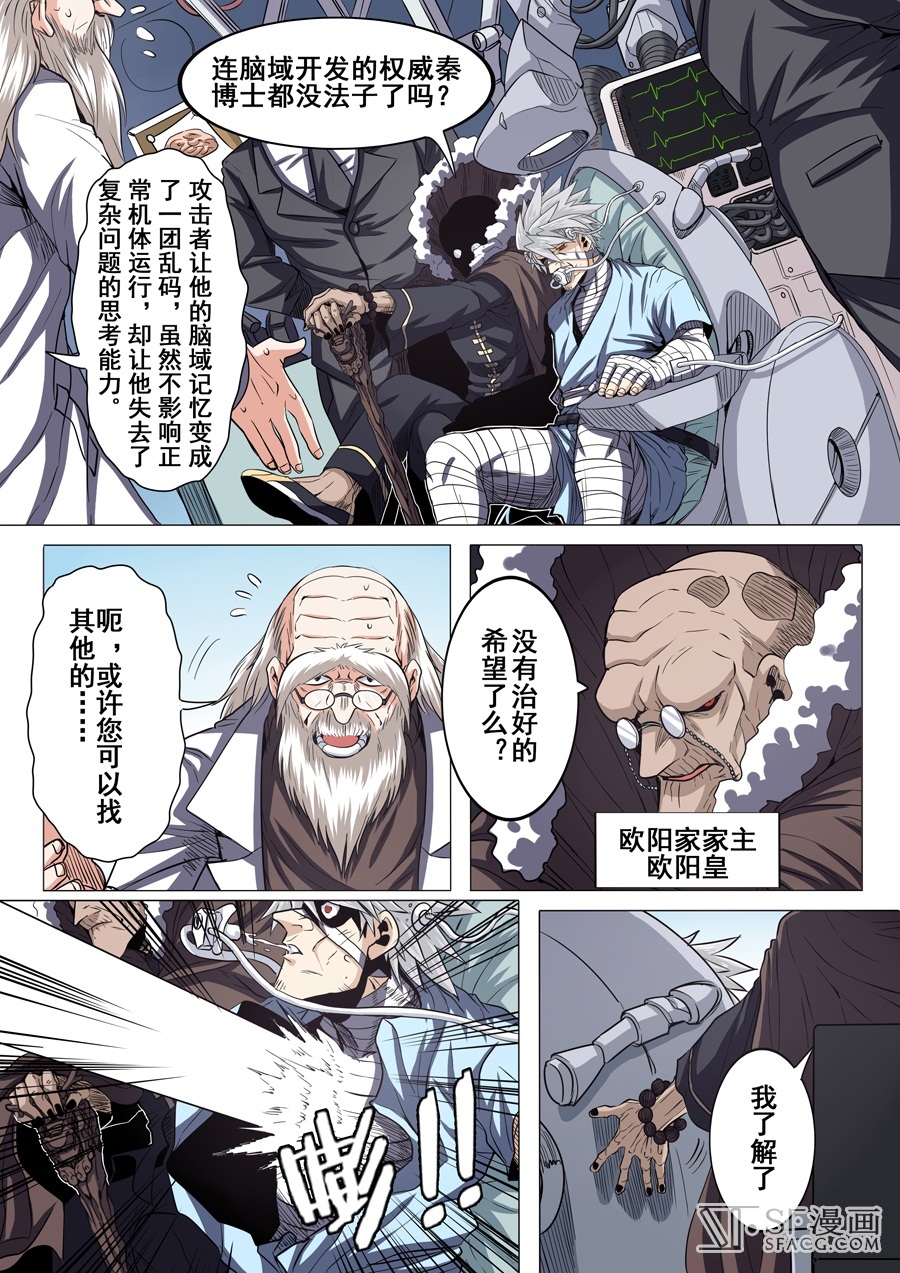 连脑域开发的权威秦
博士都没法子了吗？
攻击者让他的脑域记忆变成
了一团乱码，虽然不影响正
常机体运行，却让他失去了
复杂问题的思考能力。
没有治好的
希望了么？
欧阳家家主
欧阳皇
呃，或许您可以找
其他的……
我了解了
嘭！！
SF漫画
SFACG.COM